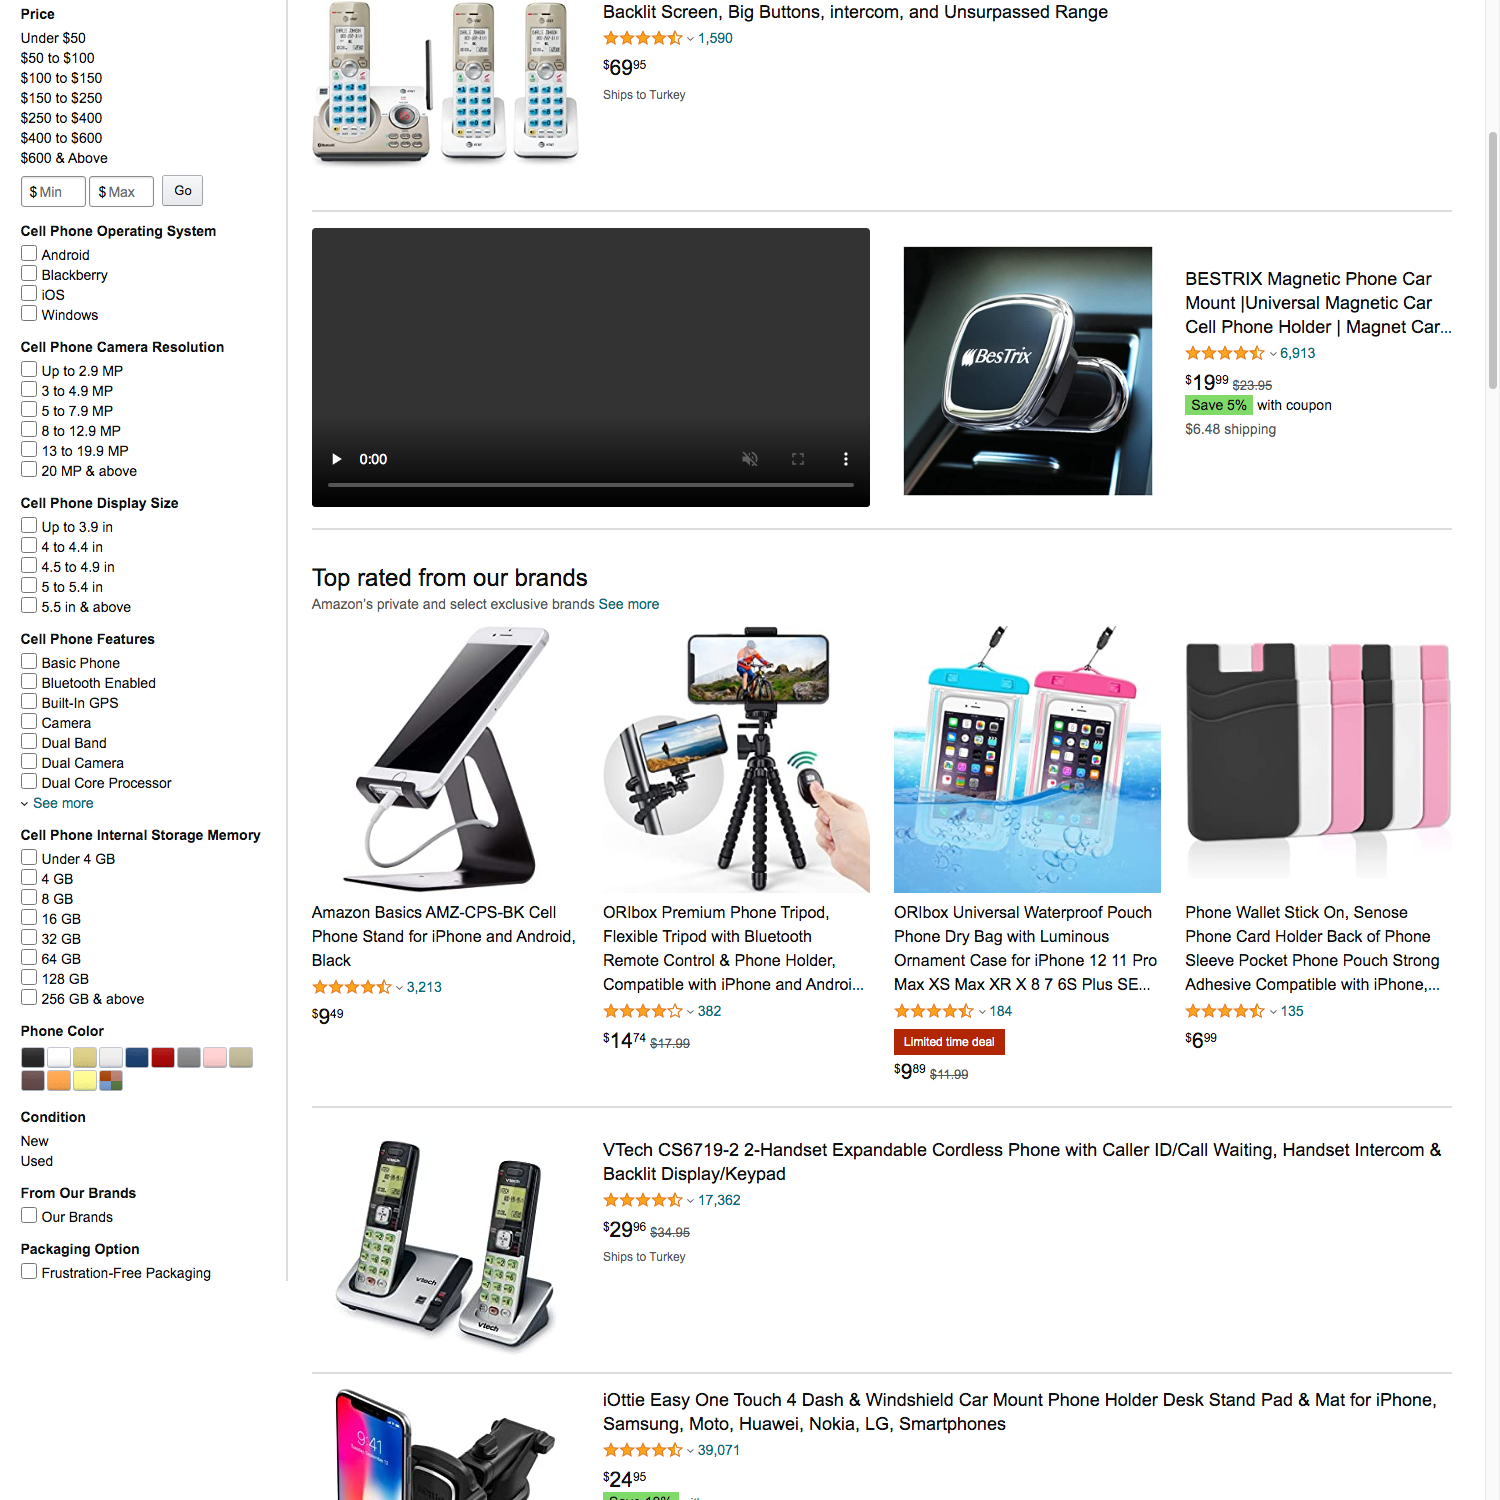 Price
Under $50
$50 to $100
$100 to $150
$150 to $250
$250 to $400
$400 to $600
$600 & Above
$ Min $ Max Go
Cell Phone Operating System
Android
Blackberry
iOS
Windows
Cell Phone Camera Resolution
Up to 2.9 MP
3 to 4.9 MP
5 to 7.9 MP
8 to 12.9 MP
13 to 19.9 MP
20 MP & above
Cell Phone Display Size
Up to 3.9 in
4 to 4.4 in
4.5 to 4.9 in
5 to 5.4 in
5.5 in & above
Cell Phone Features
Basic Phone
Bluetooth Enabled
Built-In GPS
Camera
Dual Band
Dual Camera
Dual Core Processor
See more
Cell Phone Internal Storage Memory
Under 4 GB
4 GB
8 GB
16 GB
32 GB
64 GB
128 GB
256 GB & above
Phone Color
Condition
New
Used
From Our Brands
Our Brands
Packaging Option
Frustration-Free Packaging
Backlit Screen, Big Buttons, intercom, and Unsurpassed Range
1,590
$6995
Ships to Turkey
0:00
BesTrix
BESTRIX Magnetic Phone Car
Mount |Universal Magnetic Car
Cell Phone Holder | Magnet Car...
6,913
$1999 $23.95
Save 5% with coupon
$6.48 shipping
Top rated from our brands
Amazon's private and select exclusive brands See more
Amazon Basics AMZ-CPS-BK Cell
Phone Stand for iPhone and Android,
Black
3,213
$949
ORIbox Premium Phone Tripod,
Flexible Tripod with Bluetooth
Remote Control & Phone Holder,
Compatible with iPhone and Androi...
382
$1474 $17.99
ORIbox Universal Waterproof Pouch
Phone Dry Bag with Luminous
Ornament Case for iPhone 12 11 Pro
Max XS Max XR X 8 7 6S Plus SE...
184
Limited time deal
$989 $11.99
Phone Wallet Stick On, Senose
Phone Card Holder Back of Phone
Sleeve Pocket Phone Pouch Strong
Adhesive Compatible with iPhone,...
135
$699
vtech
vtech
VTech CS6719-2 2-Handset Expandable Cordless Phone with Caller ID/Call Waiting, Handset Intercom &
Backlit Display/Keypad
17,362
$2996 $34.95
Ships to Turkey
9:41
iOttie Easy One Touch 4 Dash & Windshield Car Mount Phone Holder Desk Stand Pad & Mat for iPhone,
Samsung, Moto, Huawei, Nokia, LG, Smartphones
39,071
$2495